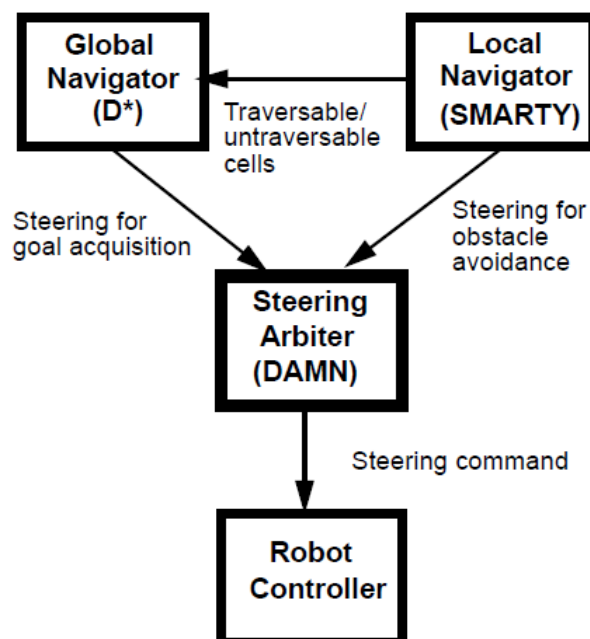 Global
Navigator
(D*)
Local
Navigator
(SMARTY)
Traversable/
untraversable
cells
Steering for
goal acquisition
Steering for
obstacle
avoidance
Steering
Arbiter
(DAMN)
Steering command
Robot
Controller